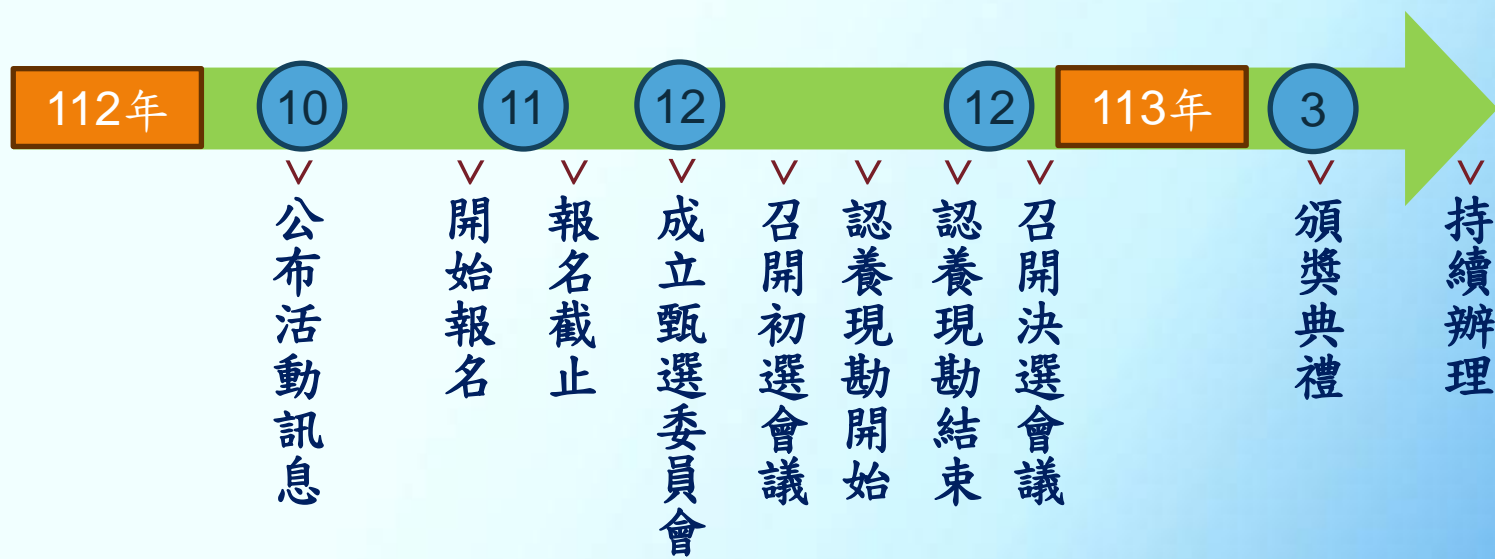 112年
10
11
12
12
113年
3
公布活動訊息
開始報名
報名截止
成立甄選委員會
召開初選會議
認養現勘開始
認養現勘結束
召開決選會議
頒獎典禮
持續辦理